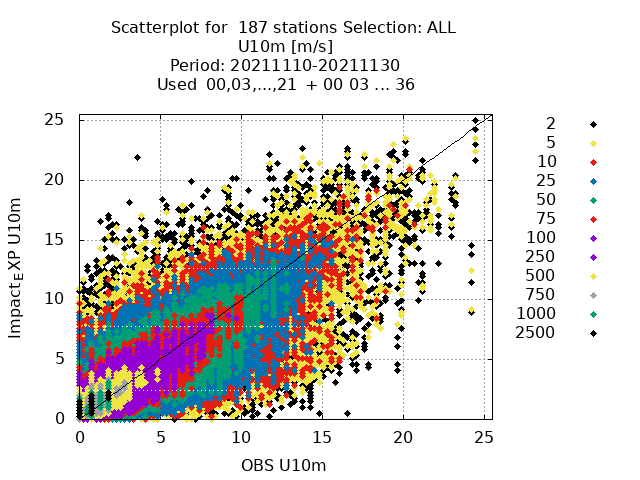 Scatterplot for  187 stations Selection: ALL
U10m [m/s]
Period: 20211110-20211130
Used  00,03,...,21  + 00 03 ... 36
25
20
15
10
5
0
Impact_EXP U10m
0 5 10 15 20 25
OBS U10m
2
5
10
25
50
75
100
250
500
750
1000
2500